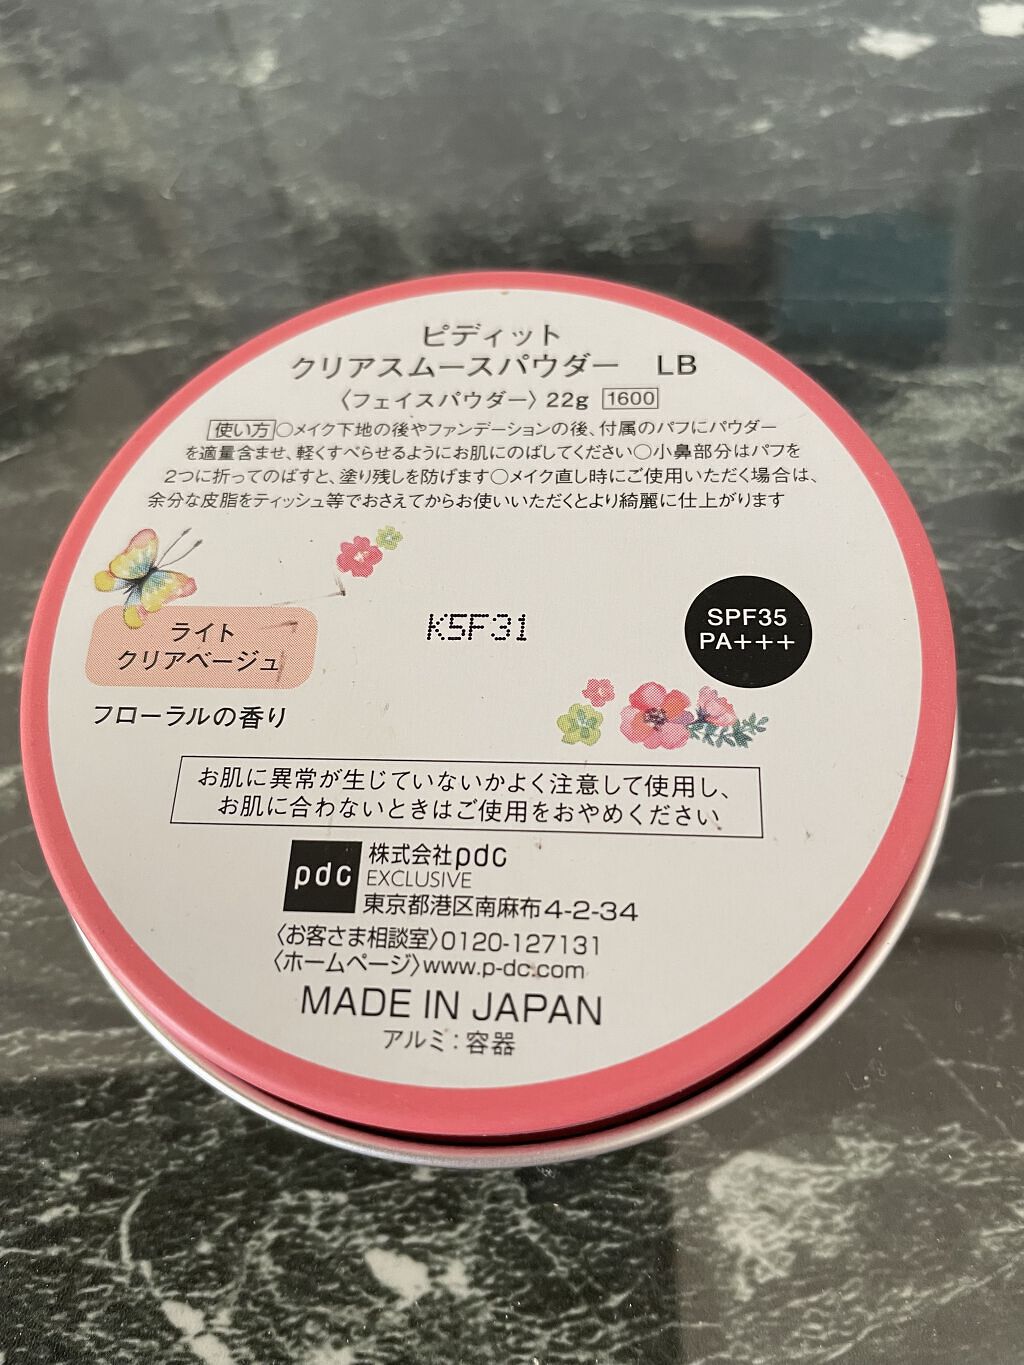 ピディット
クリアスムースパウダー LB
〈フェイスパウダー〉22g 1600
使い方○メイク下地の後やファンデーションの後、付属のパフにパウダー
を適量含ませ、軽くすべらせるようにお肌にのばしてください○小鼻部分はパフを
2つに折ってのばすと、塗り残しを防げます○メイク直し時にご使用いただく場合は、
余分な皮脂をティッシュ等でおさえてからお使いいただくとより綺麗に仕上がります
ライト
クリアベージュ
K5F31
SPF35
PA+++
フローラルの香り
お肌に異常が生じていないかよく注意して使用し、
お肌に合わないときはご使用をおやめください
pdc
株式会社pdc
EXCLUSIVE
東京都港区南麻布4-2-34
〈お客さま相談室〉0120-127131
〈ホームページ〉www.p-dc.com
MADE IN JAPAN
アルミ:容器